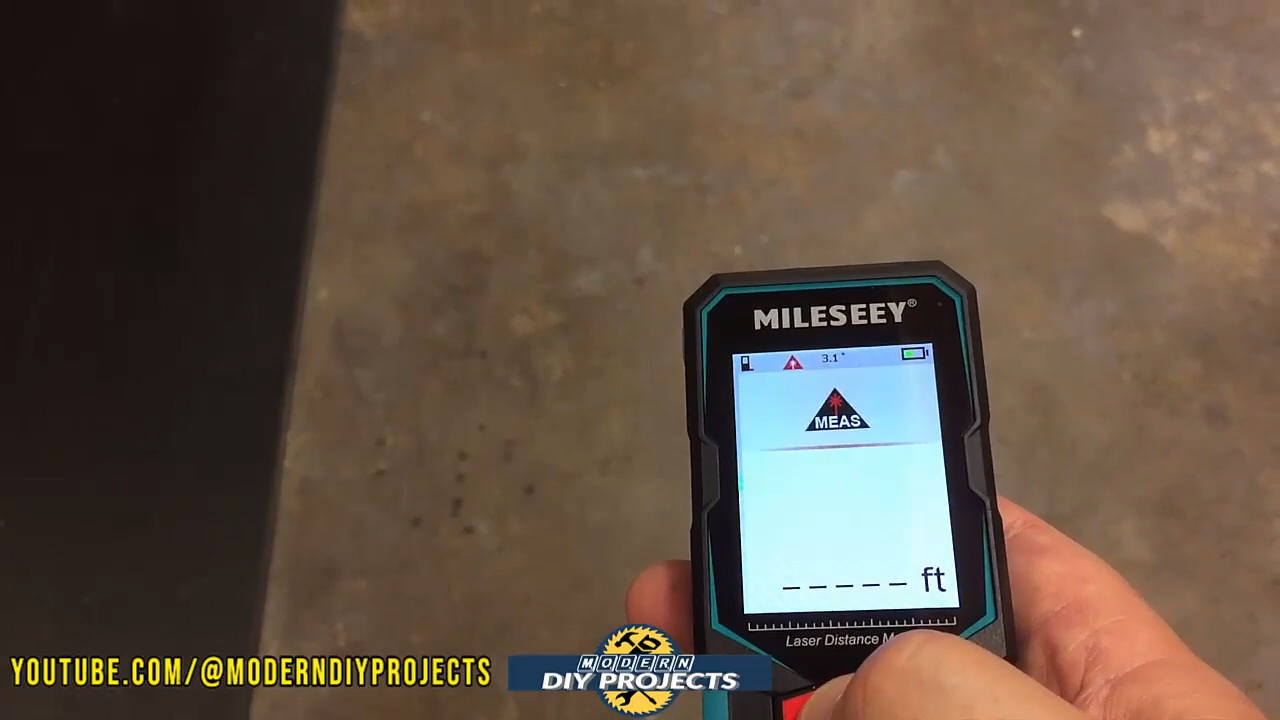 MILESEEY®
3.1°
MEAS
----- ft
Laser Distance M
YOUTUBE.COM/@MODERNDIYPROJECTS
MODERN
DIY PROJECTS